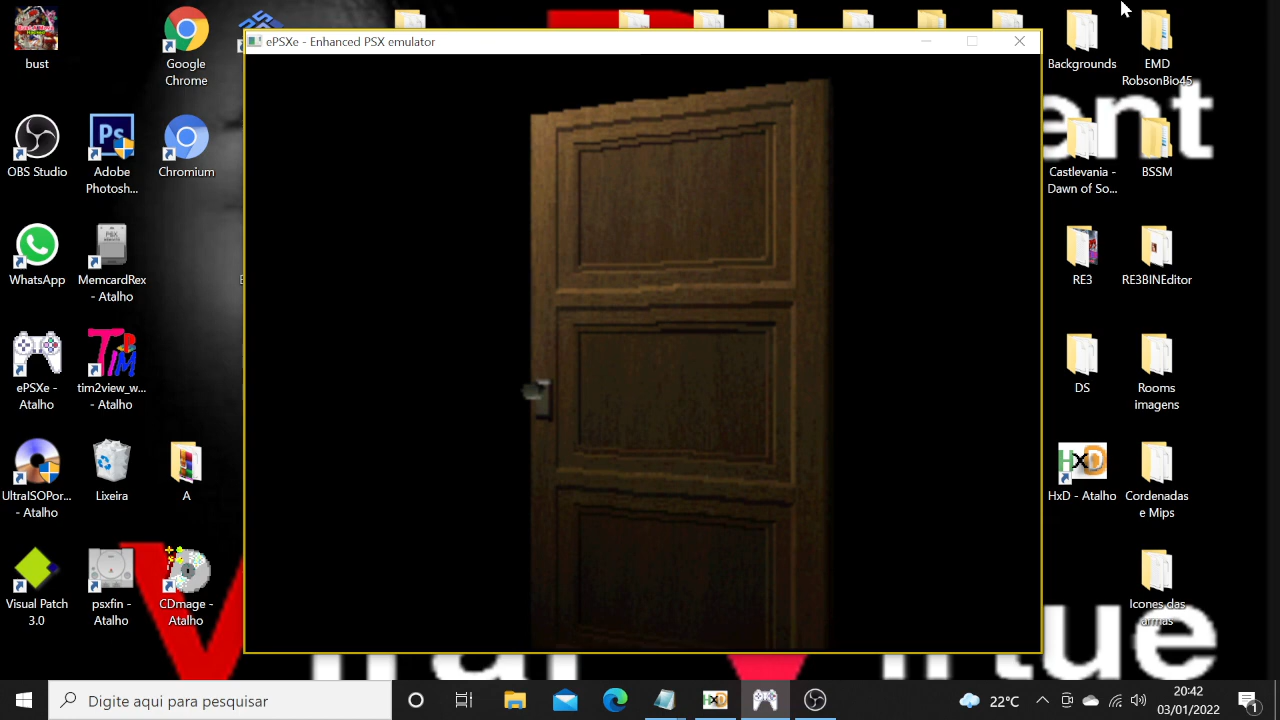 ePSXe - Enhanced PSX emulator
bust
Google
Chrome
Backgrounds
EMD
RobsonBio45
OBS Studio
Adobe
Photosh...
Chromium
Castlevania -
Dawn of So...
BSSM
WhatsApp
MemcardRex
- Atalho
RE3
RE3BINEditor
ePSXe -
Atalho
tim2view_w...
- Atalho
DS
Rooms
imagens
UltraISOPor...
- Atalho
Lixeira
A
HxD - Atalho
Cordenadas
e Mips
Visual Patch
3.0
psxfin -
Atalho
CDmage -
Atalho
Icones das
armas
Digite aqui para pesquisar
22°C
20:42
03/01/2022
1